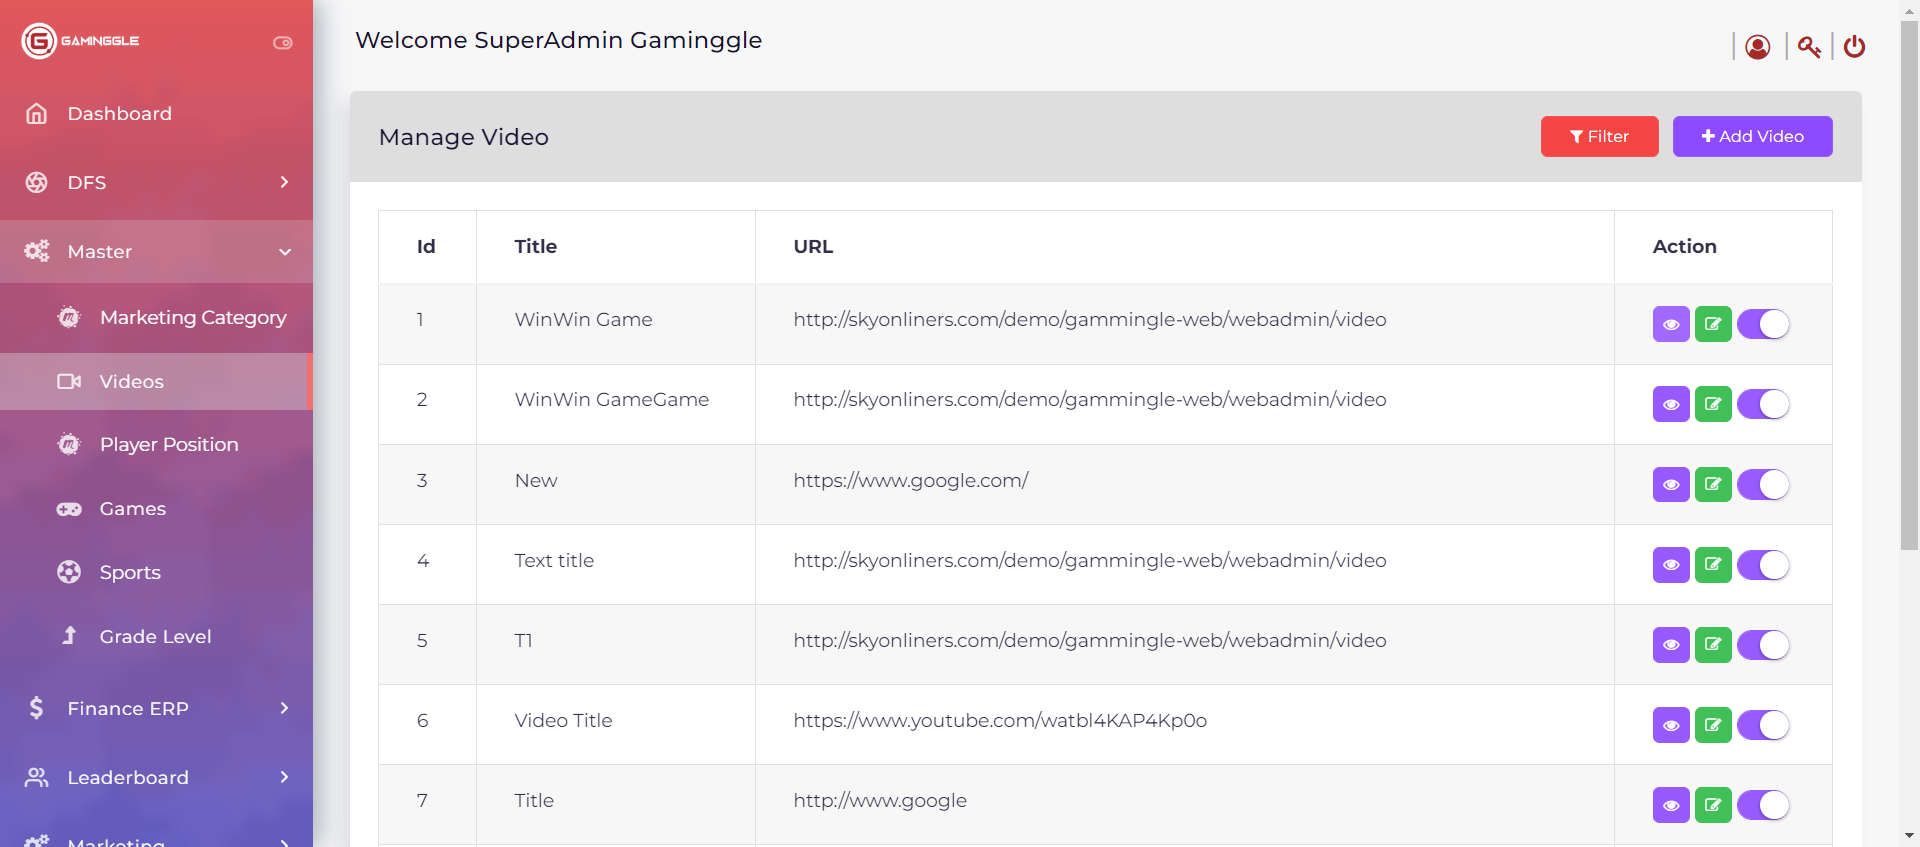 GAMINGGLE
Welcome SuperAdmin Gaminggle
Dashboard
DFS
Master
Marketing Category
Videos
Player Position
Games
Sports
Grade Level
Finance ERP
Leaderboard
Marketing
Manage Video
Filter
Add Video
Id Title URL Action
1 WinWin Game http://skyonliners.com/demo/gammingle-web/webadmin/video
2 WinWin GameGame http://skyonliners.com/demo/gammingle-web/webadmin/video
3 New https://www.google.com/
4 Text title http://skyonliners.com/demo/gammingle-web/webadmin/video
5 T1 http://skyonliners.com/demo/gammingle-web/webadmin/video
6 Video Title https://www.youtube.com/watbl4KAP4Kp0o
7 Title http://www.google